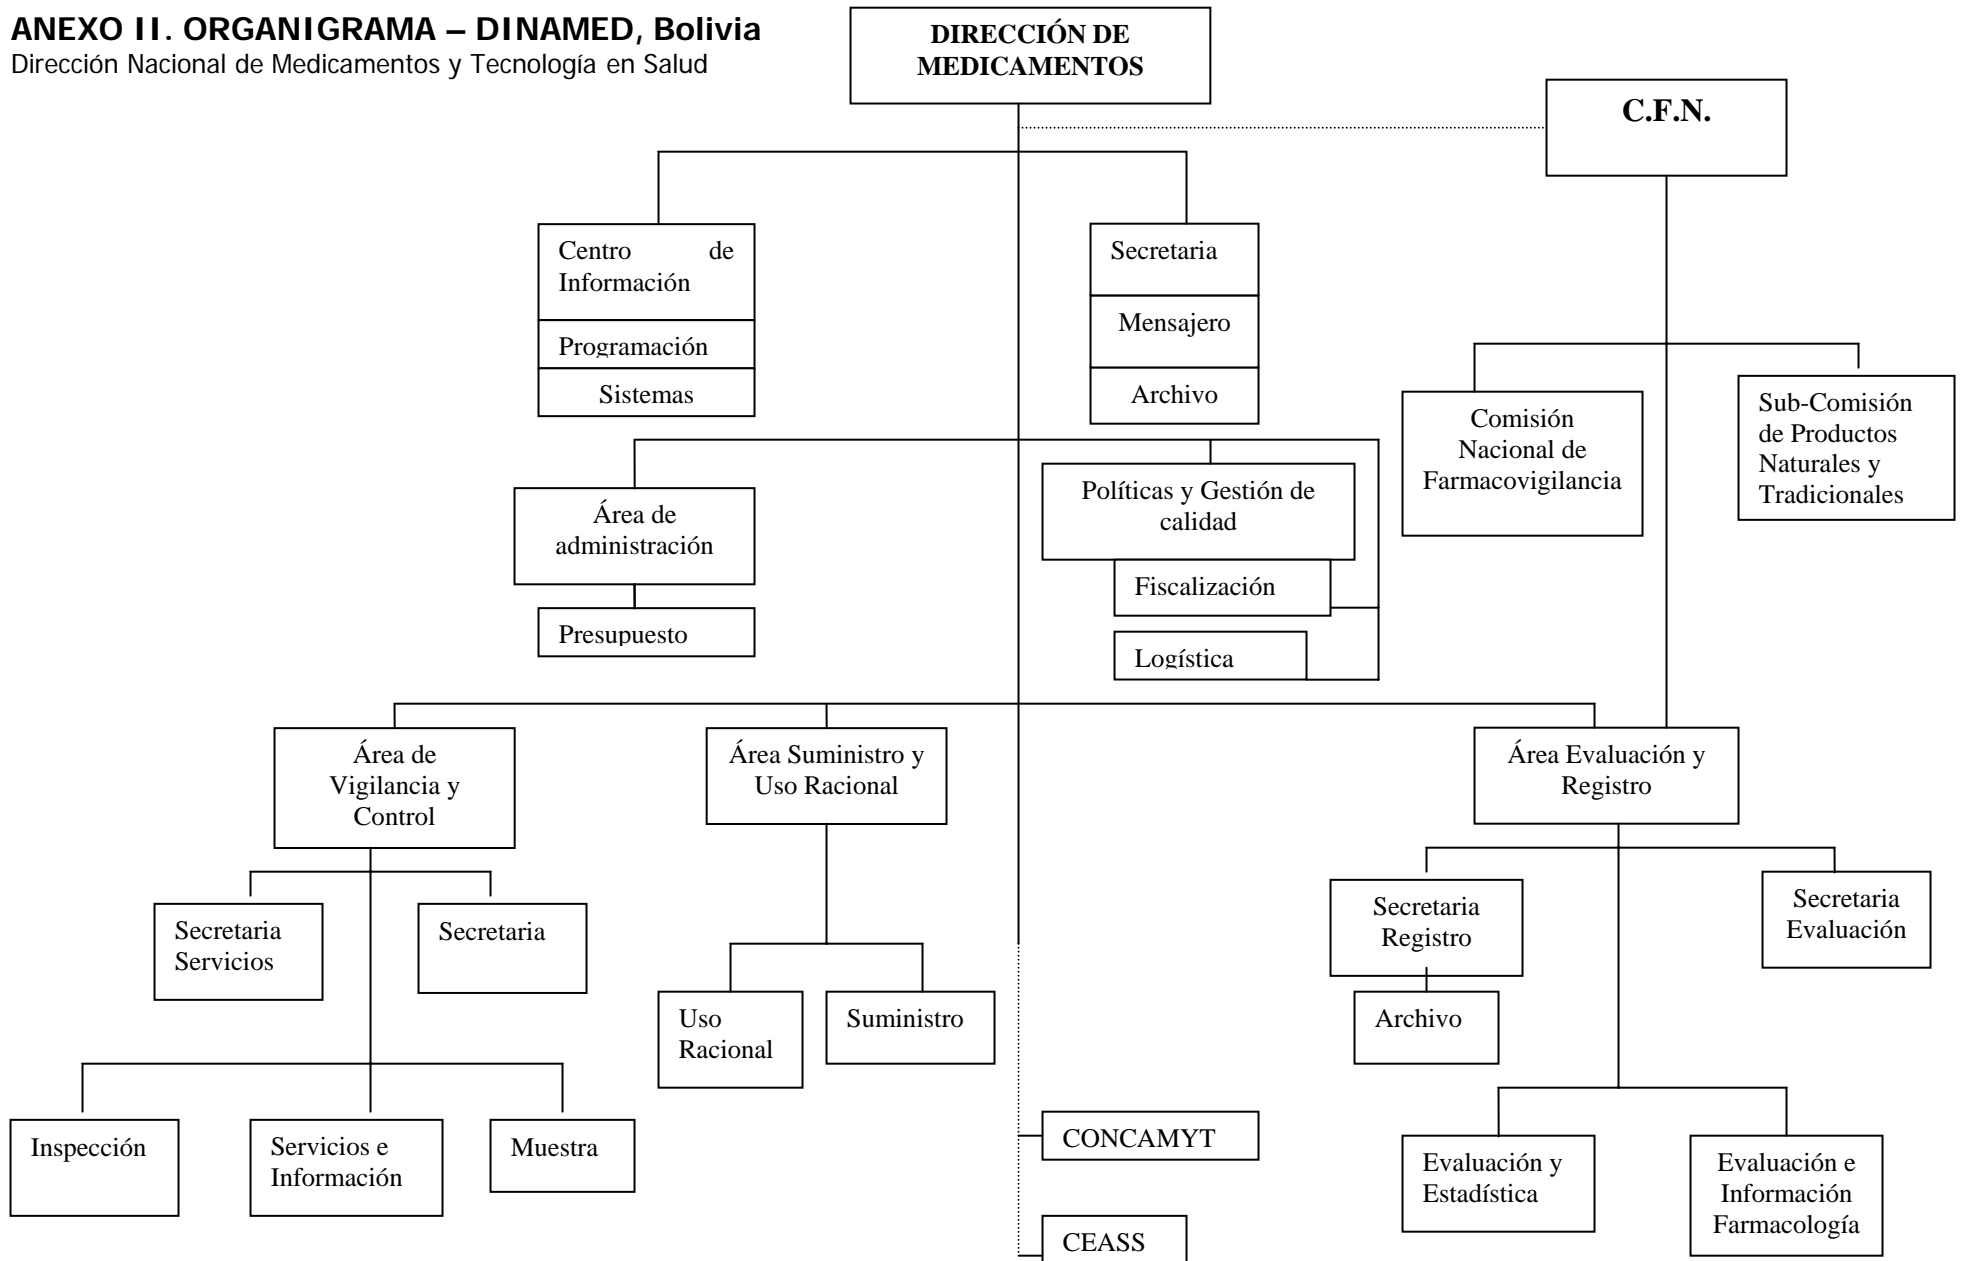 ANEXO II. ORGANIGRAMA – DINAMED, Bolivia
Dirección Nacional de Medicamentos y Tecnología en Salud
DIRECCIÓN DE
MEDICAMENTOS
C.F.N.
Centro de
Información
Programación
Sistemas
Secretaria
Mensajero
Archivo
Comisión
Nacional de
Farmacovigilancia
Sub-Comisión
de Productos
Naturales y
Tradicionales
Área de
administración
Presupuesto
Políticas y Gestión de
calidad
Fiscalización
Logística
Área de
Vigilancia y
Control
Área Suministro y
Uso Racional
Área Evaluación y
Registro
Secretaria
Servicios
Secretaria
Uso
Racional
Suministro
Secretaria
Registro
Archivo
Secretaria
Evaluación
Inspección
Servicios e
Información
Muestra
CONCAMYT
CEASS
Evaluación y
Estadística
Evaluación e
Información
Farmacología